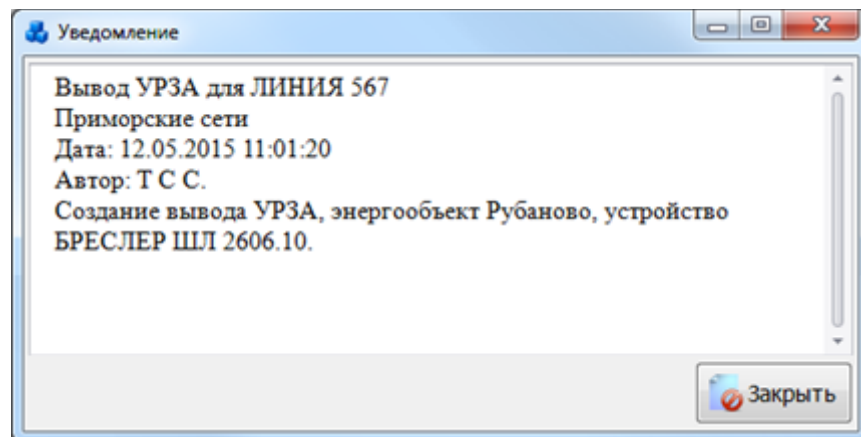 Уведомление
Вывод УРЗА для ЛИНИЯ 567
Приморские сети
Дата: 12.05.2015 11:01:20
Автор: Т С С.
Создание вывода УРЗА, энергообъект Рубаново, устройство
БРЕСЛЕР ШЛ 2606.10.
Закрыть